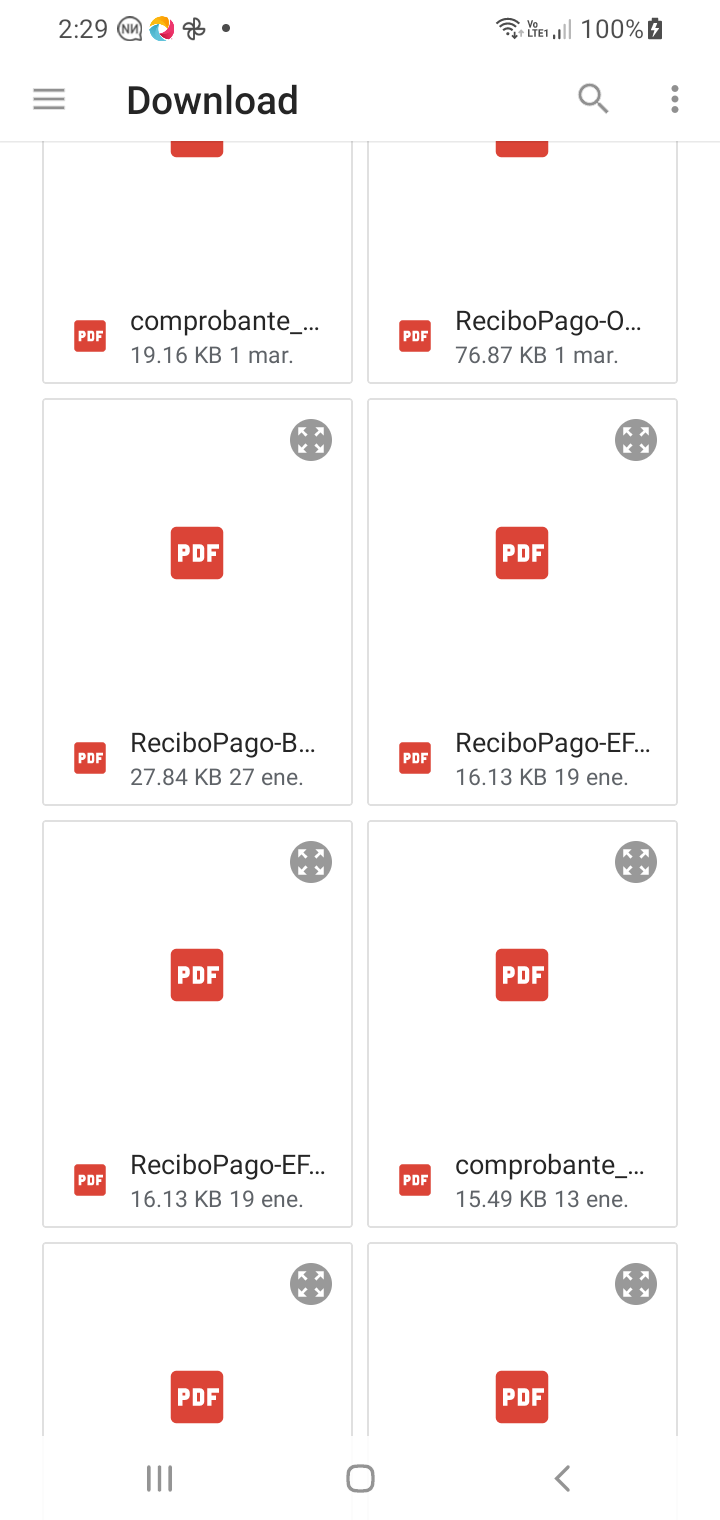 2:29
Vo
LTE1
100%
Download
comprobante_...
PDF
19.16 KB 1 mar.
ReciboPago-O...
PDF
76.87 KB 1 mar.
PDF
ReciboPago-B...
PDF
27.84 KB 27 ene.
PDF
ReciboPago-EF...
PDF
16.13 KB 19 ene.
PDF
ReciboPago-EF...
PDF
16.13 KB 19 ene.
PDF
comprobante_...
PDF
15.49 KB 13 ene.
PDF
PDF